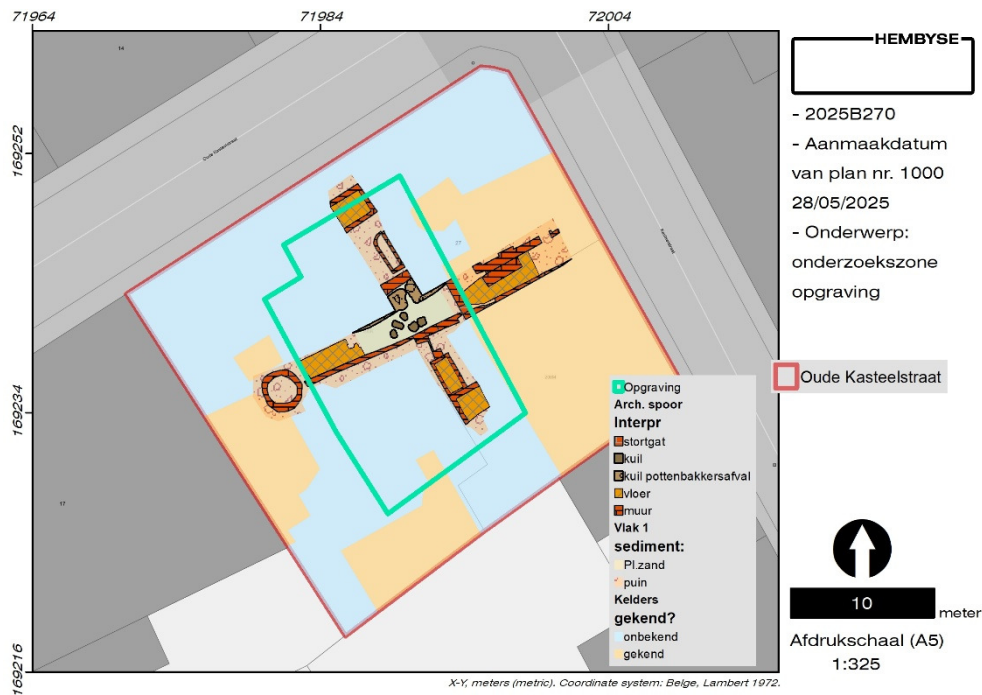 71964
71984
72004
169252
169234
169216
14
Oude Kasteelstraat
27
17
HEMBYSE
- 2025B270
- Aanmaakdatum
van plan nr. 1000
28/05/2025
- Onderwerp:
onderzoekszone
opgraving
Oude Kasteelstraat
Opgraving
Arch. spoor
Interpr
stortgat
kuil
kuil pottenbakkersafval
vloer
muur
Vlak 1
sediment:
Pl.zand
puin
Kelders
gekend?
onbekend
gekend
10
meter
Afdrukschaal (A5)
1:325
X-Y, meters (metric). Coordinate system: Belge, Lambert 1972.